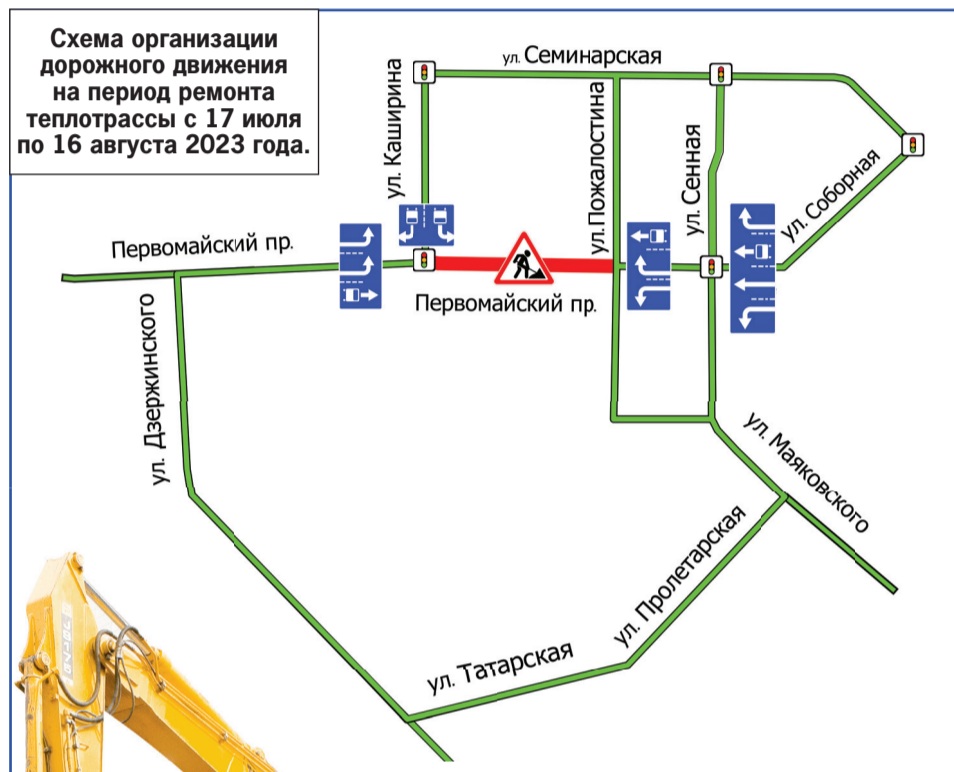 Схема организации
дорожного движения
на период ремонта
теплотрассы с 17 июля
по 16 августа 2023 года.
ул. Семинарская
ул. Каширина
ул. Пожалостина
ул. Сенная
ул. Соборная
Первомайский пр.
Первомайский пр.
ул. Дзержинского
ул. Маяковского
ул. Пролетарская
ул. Татарская